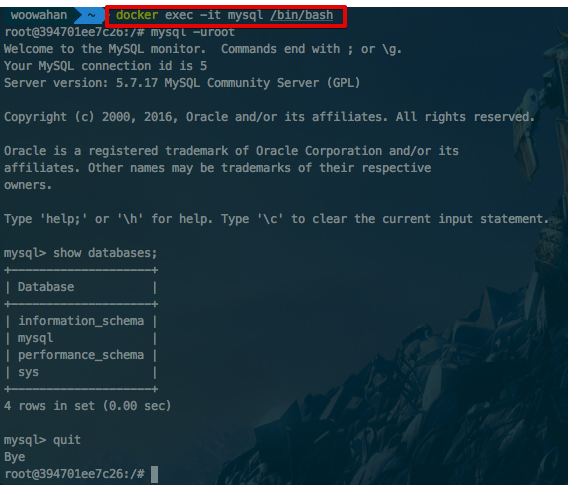 woowahan ~ docker exec -it mysql /bin/bash
root@394701ee7c26:/# mysql -uroot
Welcome to the MySQL monitor.  Commands end with ; or \g.
Your MySQL connection id is 5
Server version: 5.7.17 MySQL Community Server (GPL)
Copyright (c) 2000, 2016, Oracle and/or its affiliates. All rights reserved.
Oracle is a registered trademark of Oracle Corporation and/or its
affiliates. Other names may be trademarks of their respective
owners.
Type 'help;' or '\h' for help. Type '\c' to clear the current input statement.
mysql> show databases;
+--------------------+
| Database           |
+--------------------+
| information_schema |
| mysql              |
| performance_schema |
| sys                |
+--------------------+
4 rows in set (0.00 sec)
mysql> quit
Bye
root@394701ee7c26:/#